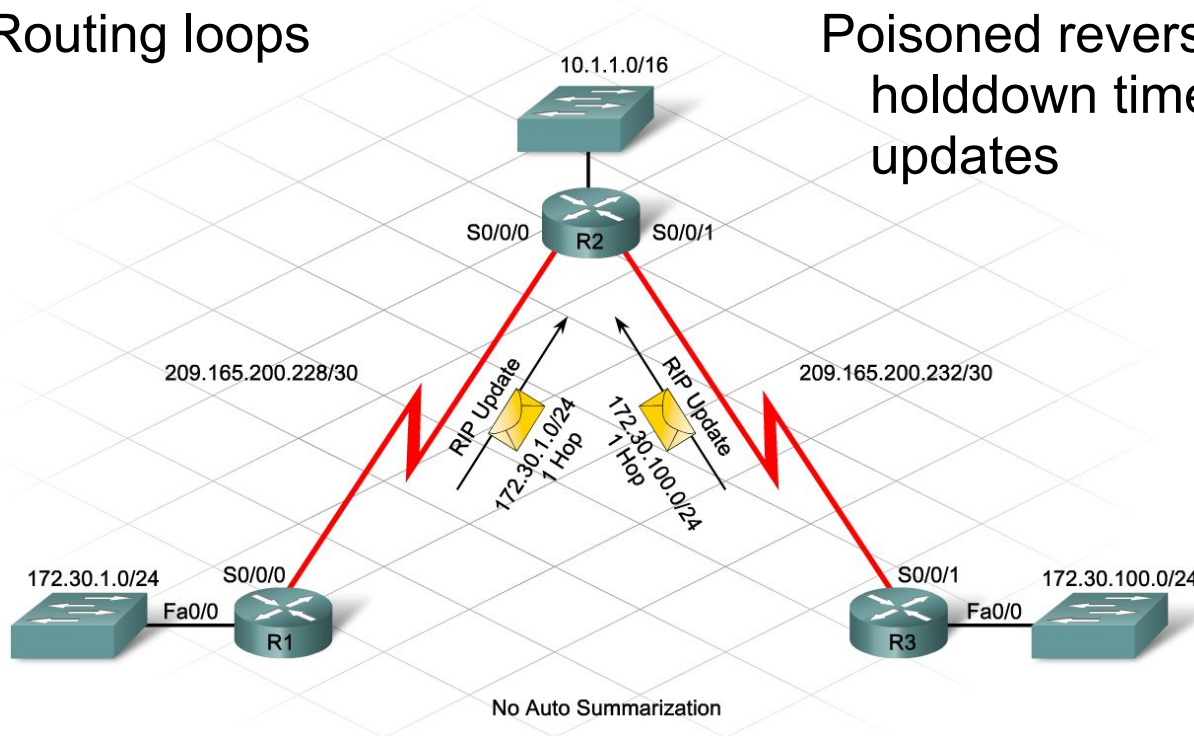 Routing loops
Poisoned revers
holddown time
updates
10.1.1.0/16
S0/0/0
R2
S0/0/1
209.165.200.228/30
209.165.200.232/30
RIP Update
172.30.1.0/24
1 Hop
RIP Update
172.30.100.0/24
1 Hop
172.30.1.0/24
S0/0/0
Fa0/0
R1
S0/0/1
172.30.100.0/24
Fa0/0
R3
No Auto Summarization